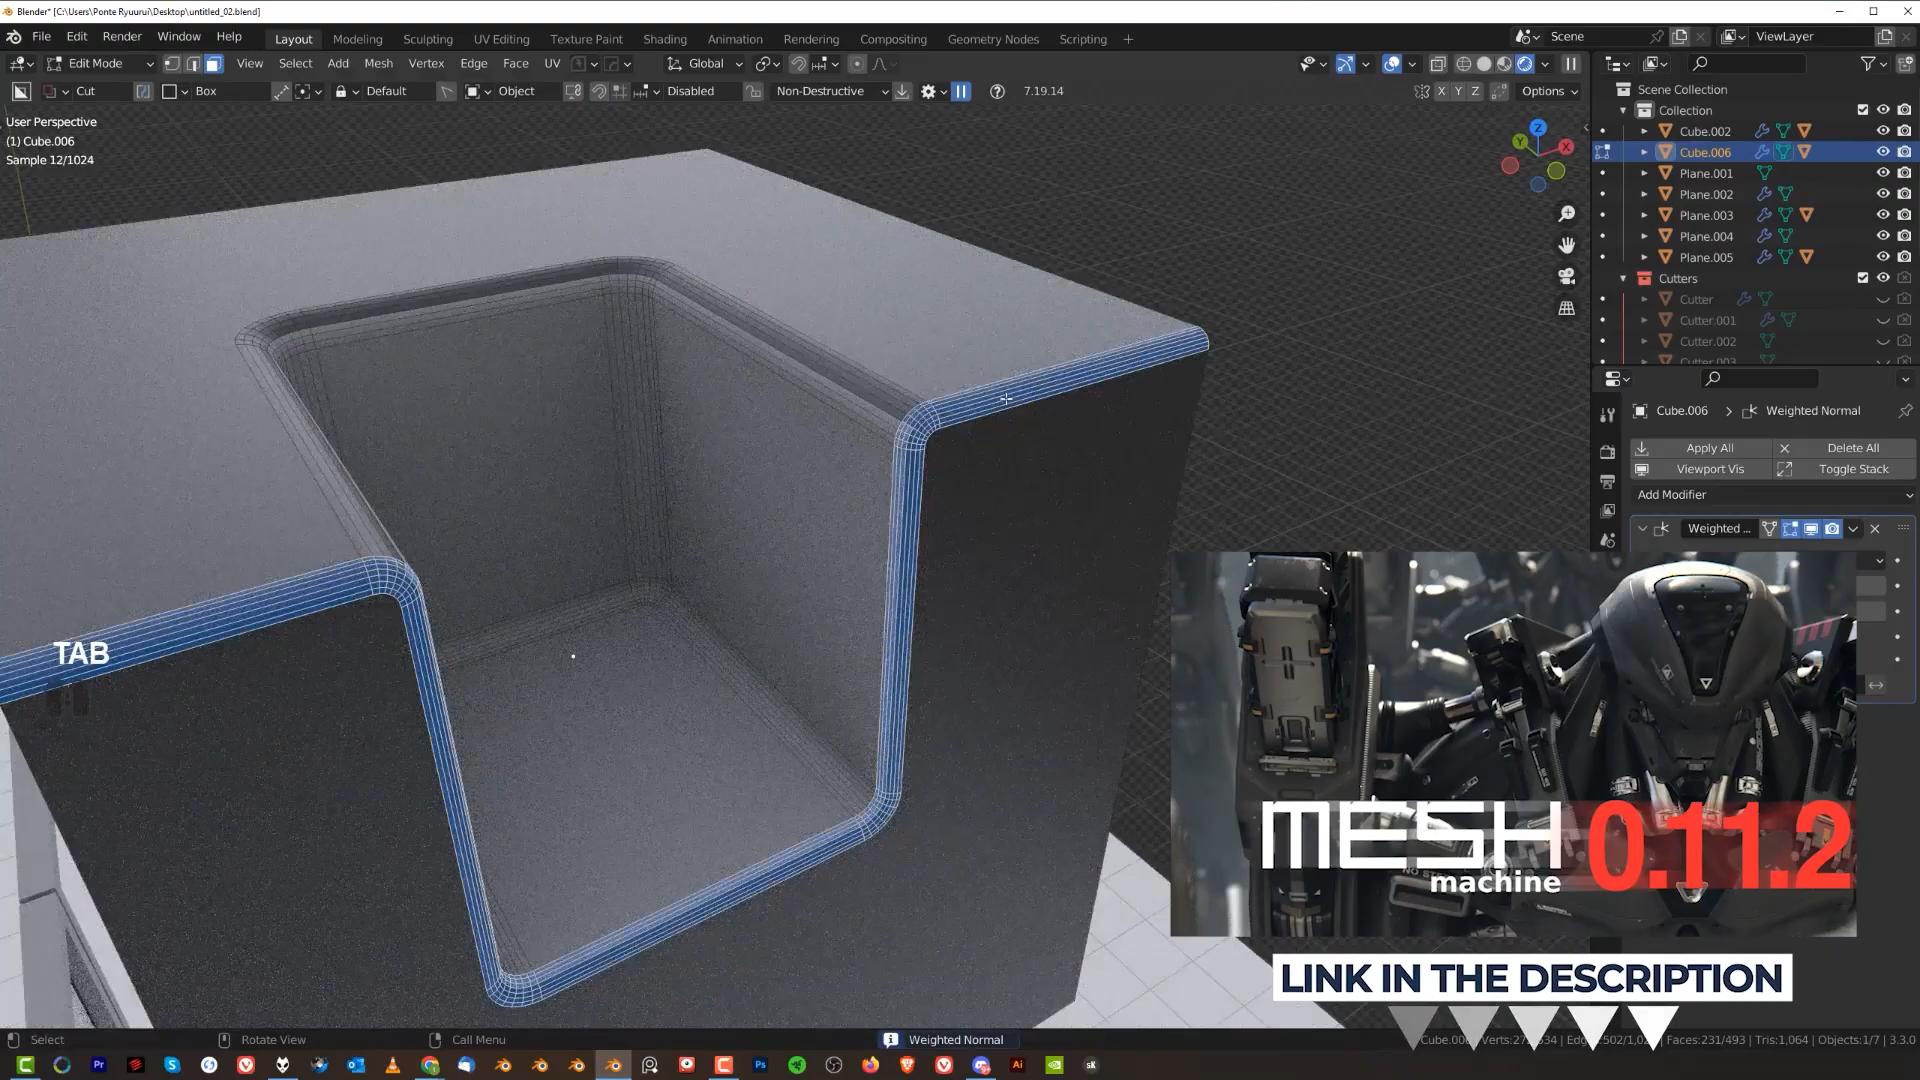 Blender* [C:\Users\Ponte Ryuurui\Desktop\untitled_02.blend]
File Edit Render Window Help
Layout Modeling Sculpting UV Editing Texture Paint Shading Animation Rendering Compositing Geometry Nodes Scripting +
Scene
ViewLayer
Edit Mode View Select Add Mesh Vertex Edge Face UV Global
Cut Box Default Object Disabled Non-Destructive 7.19.14 X Y Z Options
User Perspective
(1) Cube.006
Sample 12/1024
Z
Y
X
Scene Collection
Collection
Cube.002
Cube.006
Plane.001
Plane.002
Plane.003
Plane.004
Plane.005
Cutters
Cutter
Cutter.001
Cutter.002
Cutter.003
Cube.006 > Weighted Normal
Apply All Delete All
Viewport Vis Toggle Stack
Add Modifier
Weighted ...
TAB
MESH
machine
0.11.2
LINK IN THE DESCRIPTION
Select Rotate View Call Menu Weighted Normal
Faces:231/493 | Tris:1,064 | Objects:1/7 | 3.3.0